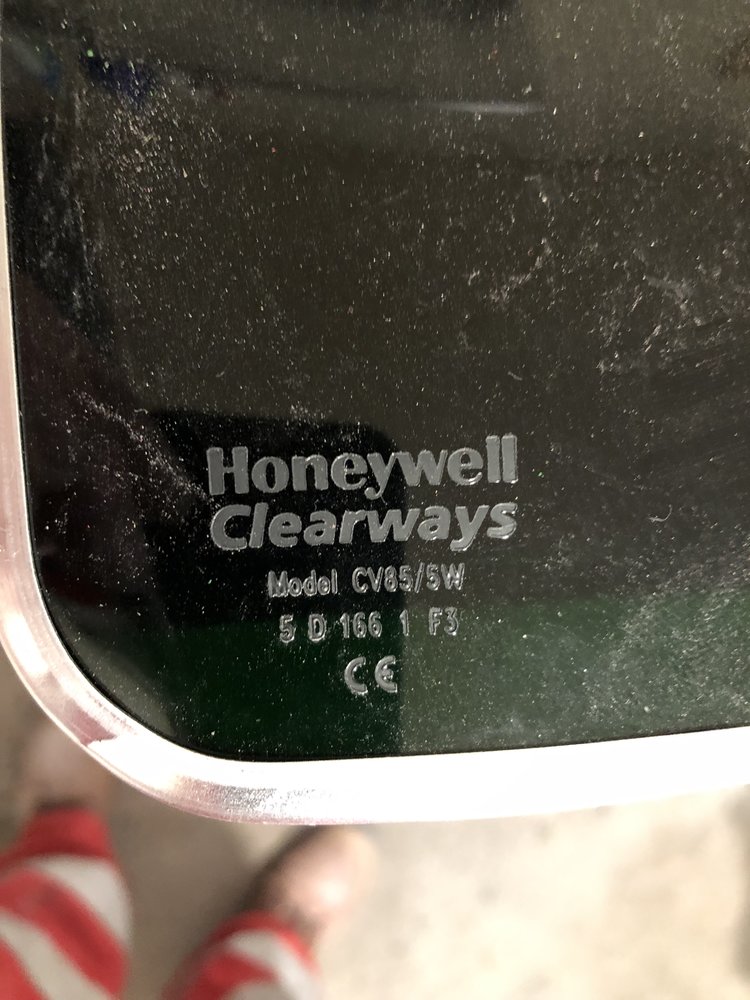 Honeywell
Clearways
Model CV85/5W
5 D 166 1 F3
CE